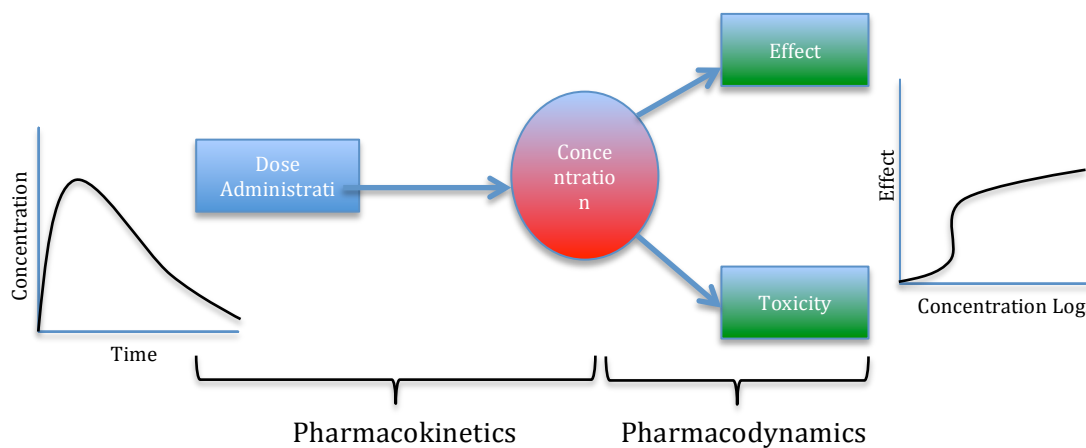 Concentration
Time
Dose
Administrati
Conce
ntratio
n
Effect
Toxicity
Effect
Concentration Log
Pharmacokinetics
Pharmacodynamics